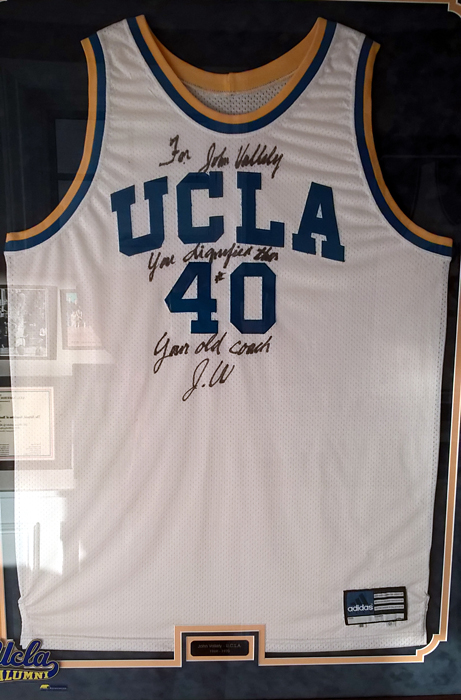 For John Vallely
UCLA
You dignified this
#
40
Your old coach
J.W
adidas
Ucla
ALUMNI